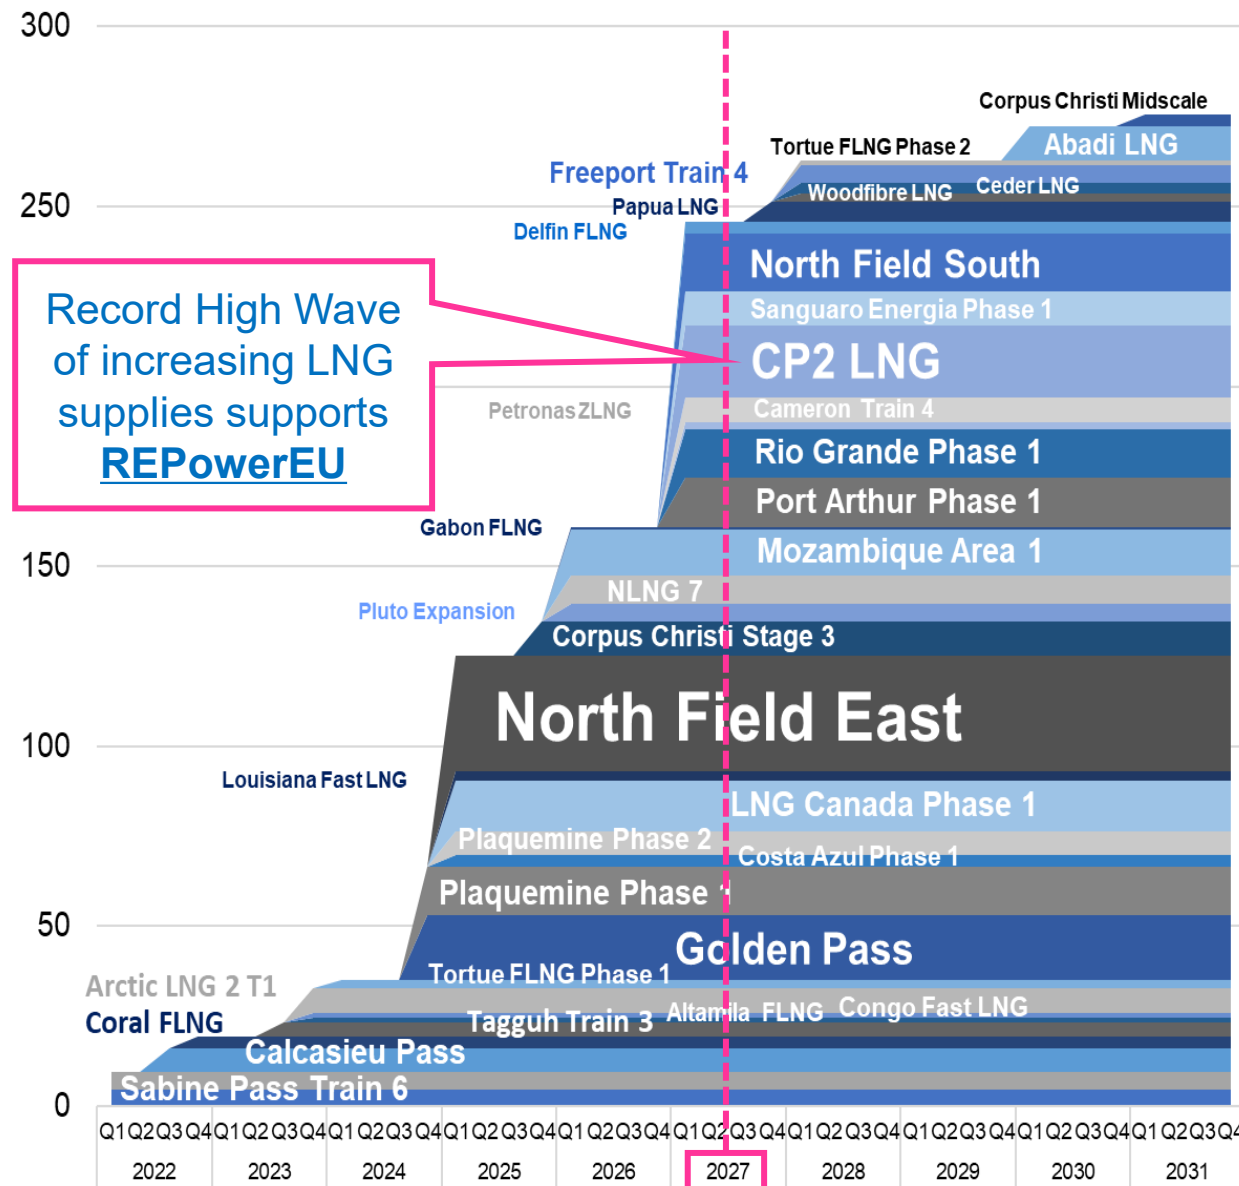 300
Corpus Christi Midscale
Tortue FLNG Phase 2
Abadi LNG
Freeport Train 4
Woodfibre LNG
Ceder LNG
250
Papua LNG
Delfin FLNG
North Field South
Record High Wave
of increasing LNG
supplies supports
REPowerEU
Sanguaro Energia Phase 1
CP2 LNG
Petronas ZLNG
Cameron Train 4
Rio Grande Phase 1
Port Arthur Phase 1
Gabon FLNG
Mozambique Area 1
150
NLNG 7
Pluto Expansion
Corpus Christi Stage 3
North Field East
100
Louisiana Fast LNG
LNG Canada Phase 1
Plaquemine Phase 2
Costa Azul Phase 1
Plaquemine Phase 1
50
Golden Pass
Tortue FLNG Phase 1
Arctic LNG 2 T1
Altamila FLNG
Congo Fast LNG
Coral FLNG
Tagguh Train 3
Calcasieu Pass
Sabine Pass Train 6
0
Q1 Q2 Q3 Q4 Q1 Q2 Q3 Q4 Q1 Q2 Q3 Q4 Q1 Q2 Q3 Q4 Q1 Q2 Q3 Q4 Q1 Q2 Q3 Q4 Q1 Q2 Q3 Q4 Q1 Q2 Q3 Q4 Q1 Q2 Q3 Q4 Q1 Q2 Q3 Q4
2022 2023 2024 2025 2026 2027 2028 2029 2030 2031